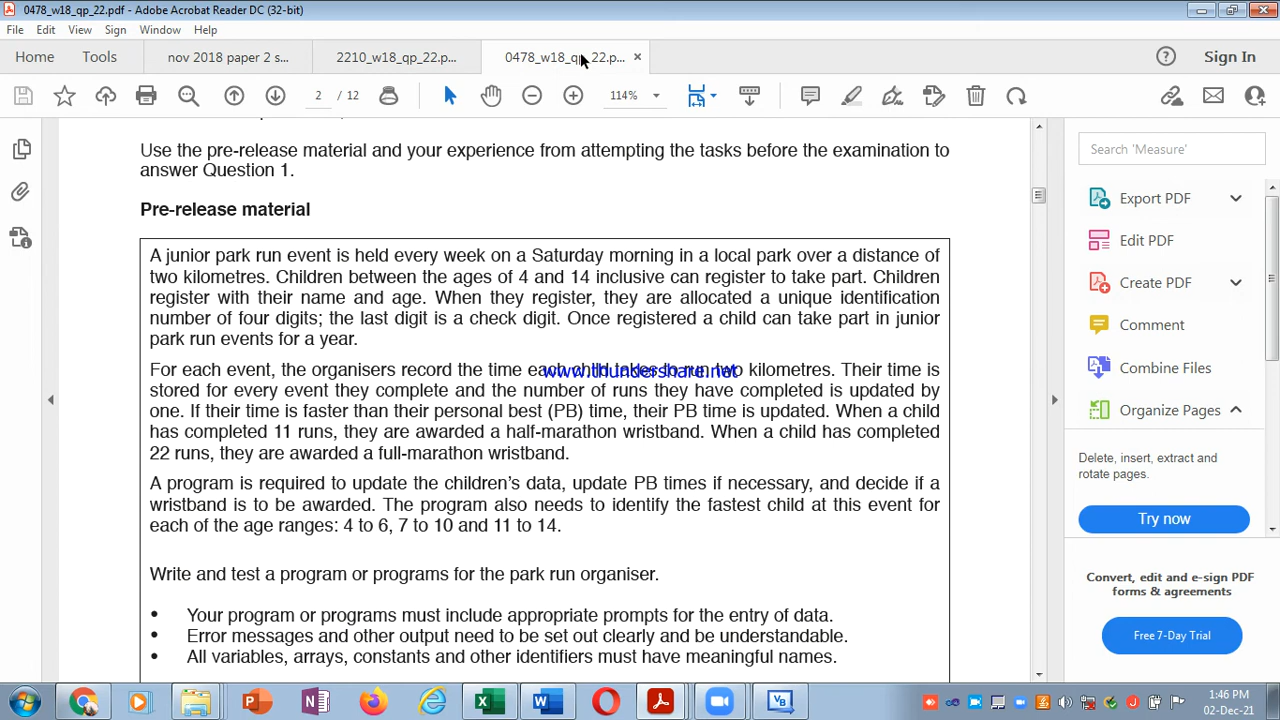 0478_w18_qp_22.pdf - Adobe Acrobat Reader DC (32-bit)
File Edit View Sign Window Help
Home Tools nov 2018 paper 2 s... 2210_w18_qp_22.p... 0478_w18_qp_22.p... × Sign In
2 / 12 114%
Use the pre-release material and your experience from attempting the tasks before the examination to
answer Question 1.
Pre-release material
A junior park run event is held every week on a Saturday morning in a local park over a distance of
two kilometres. Children between the ages of 4 and 14 inclusive can register to take part. Children
register with their name and age. When they register, they are allocated a unique identification
number of four digits; the last digit is a check digit. Once registered a child can take part in junior
park run events for a year.
For each event, the organisers record the time each child takes to run two kilometres. Their time is
www.thundershare.net
stored for every event they complete and the number of runs they have completed is updated by
one. If their time is faster than their personal best (PB) time, their PB time is updated. When a child
has completed 11 runs, they are awarded a half-marathon wristband. When a child has completed
22 runs, they are awarded a full-marathon wristband.
A program is required to update the children's data, update PB times if necessary, and decide if a
wristband is to be awarded. The program also needs to identify the fastest child at this event for
each of the age ranges: 4 to 6, 7 to 10 and 11 to 14.
Write and test a program or programs for the park run organiser.
• Your program or programs must include appropriate prompts for the entry of data.
• Error messages and other output need to be set out clearly and be understandable.
• All variables, arrays, constants and other identifiers must have meaningful names.
Search 'Measure'
Export PDF
Edit PDF
Create PDF
Comment
Combine Files
Organize Pages
Delete, insert, extract and
rotate pages.
Try now
Convert, edit and e-sign PDF
forms & agreements
Free 7-Day Trial
1:46 PM
02-Dec-21